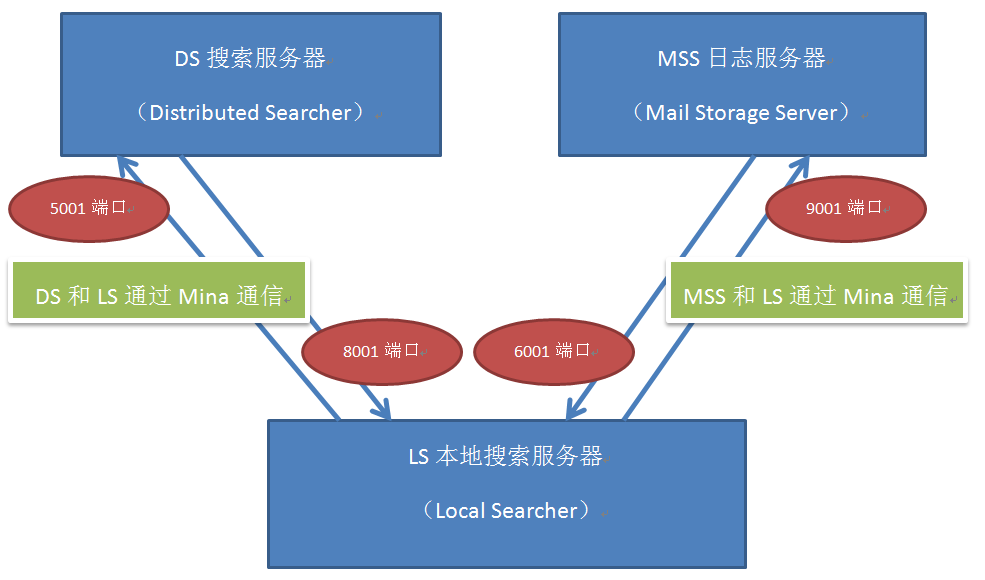 DS 搜索服务器
（Distributed Searcher）
MSS 日志服务器
（Mail Storage Server）
5001 端口
9001 端口
DS 和 LS 通过 Mina 通信
MSS 和 LS 通过 Mina 通信
8001 端口
6001 端口
LS 本地搜索服务器
（Local Searcher）